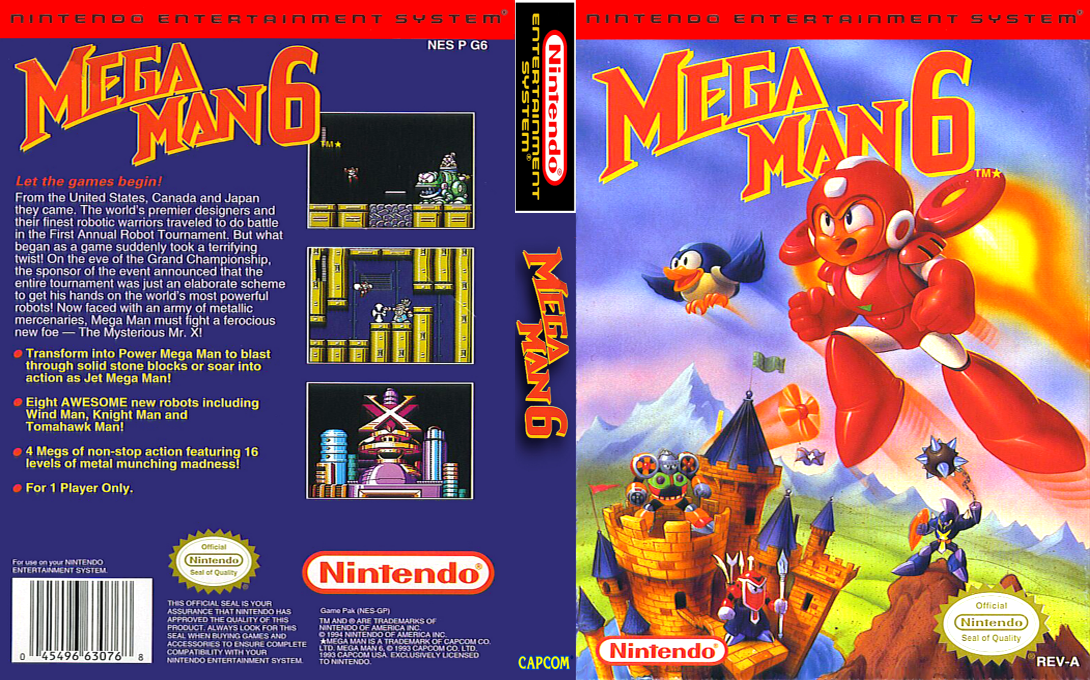 NINTENDO ENTERTAINMENT SYSTEM®
NES P G6
MEGA
MAN 6
TM★
Let the games begin!
From the United States, Canada and Japan
they came. The world's premier designers and
their finest robotic warriors traveled to do battle
in the First Annual Robot Tournament. But what
began as a game suddenly took a terrifying
twist! On the eve of the Grand Championship,
the sponsor of the event announced that the
entire tournament was just an elaborate scheme
to get his hands on the world's most powerful
robots! Now faced with an army of metallic
mercenaries, Mega Man must fight a ferocious
new foe — The Mysterious Mr. X!
● Transform into Power Mega Man to blast
through solid stone blocks or soar into
action as Jet Mega Man!
● Eight AWESOME new robots including
Wind Man, Knight Man and
Tomahawk Man!
● 4 Megs of non-stop action featuring 16
levels of metal munching madness!
● For 1 Player Only.
For use on your NINTENDO
ENTERTAINMENT SYSTEM.
0 45496 63076 8
Official
Nintendo
Seal of Quality
THIS OFFICIAL SEAL IS YOUR
ASSURANCE THAT NINTENDO HAS
APPROVED THE QUALITY OF THIS
PRODUCT. ALWAYS LOOK FOR THIS
SEAL WHEN BUYING GAMES AND
ACCESSORIES TO ENSURE COMPLETE
COMPATIBILITY WITH YOUR
NINTENDO ENTERTAINMENT SYSTEM.
X
Nintendo®
Game Pak (NES-GP)
TM AND ® ARE TRADEMARKS OF
NINTENDO OF AMERICA INC.
© 1994 NINTENDO OF AMERICA INC.
★MEGA MAN IS A TRADEMARK OF CAPCOM CO.
LTD. MEGA MAN 6, © 1993 CAPCOM CO. LTD.
1993 CAPCOM USA. EXCLUSIVELY LICENSED
TO NINTENDO.
Nintendo®
ENTERTAINMENT
SYSTEM®
MEGA
MAN 6
CAPCOM
NINTENDO ENTERTAINMENT SYSTEM®
MEGA
MAN 6
TM★
Nintendo®
Official
Nintendo
Seal of Quality
REV-A